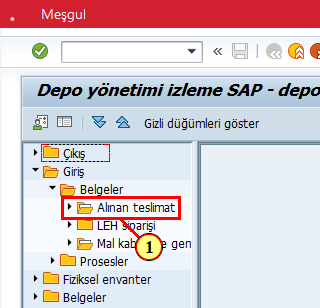 Meşgul
Depo yönetimi izleme SAP - depo
Gizli düğümleri göster
Çıkış
Giriş
Belgeler
Alınan teslimat
LEH siparişi
Mal kab e gen
1
Prosesler
Fiziksel envanter
Belgeler